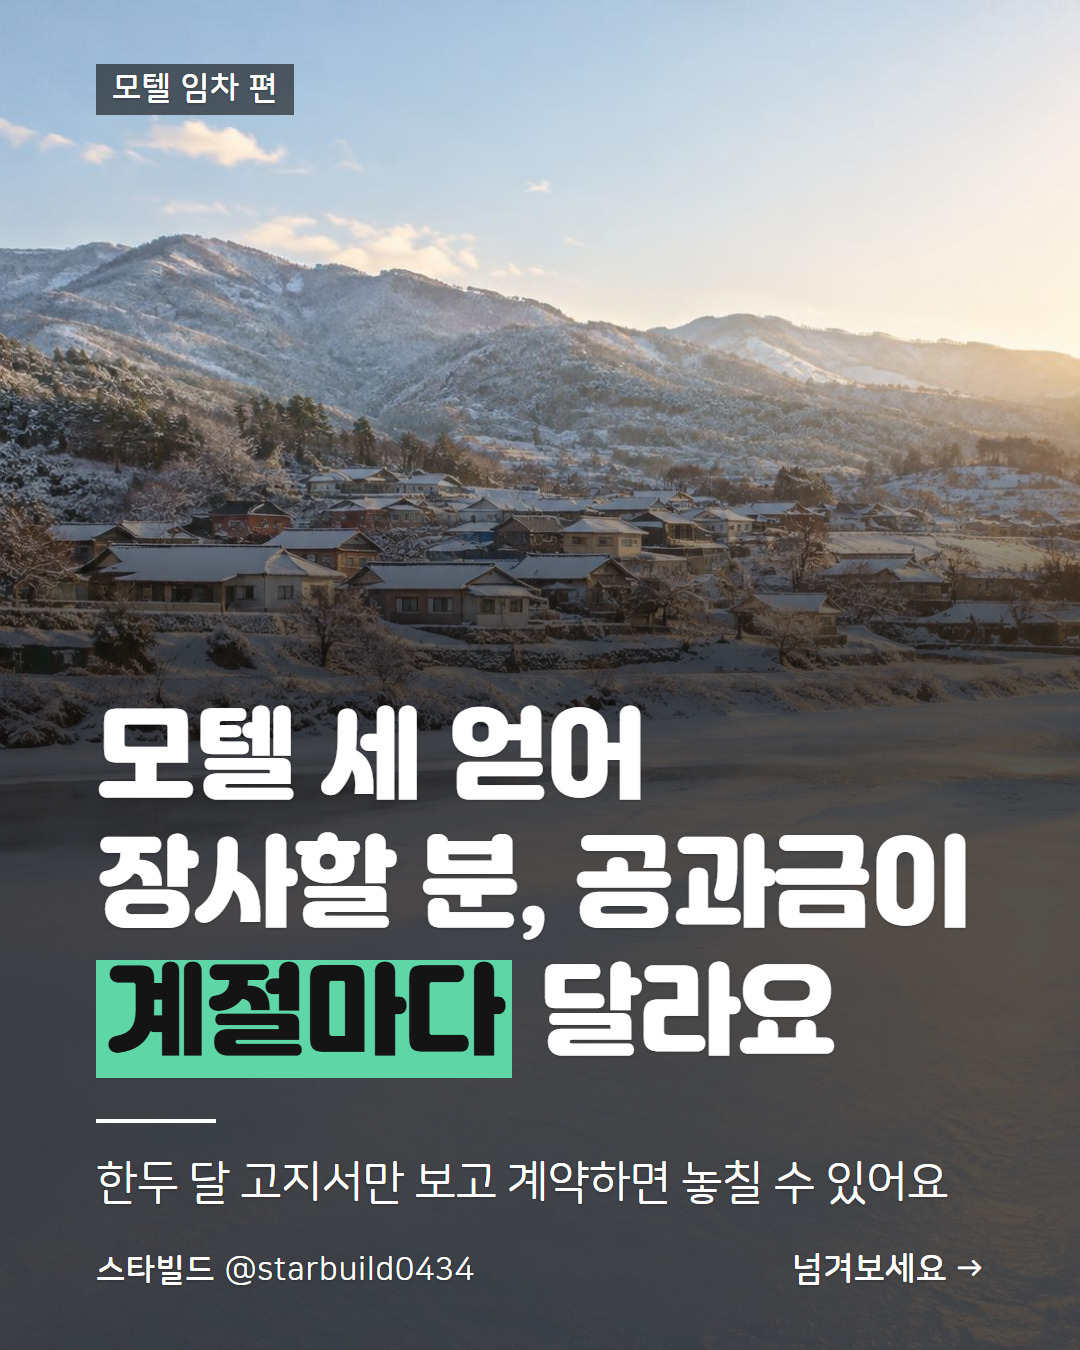 모텔 임차 편
모텔 세 얻어
장사할 분, 공과금이
계절마다 달라요
한두 달 고지서만 보고 계약하면 놓칠 수 있어요
스타빌드 @starbuild0434
넘겨보세요 →